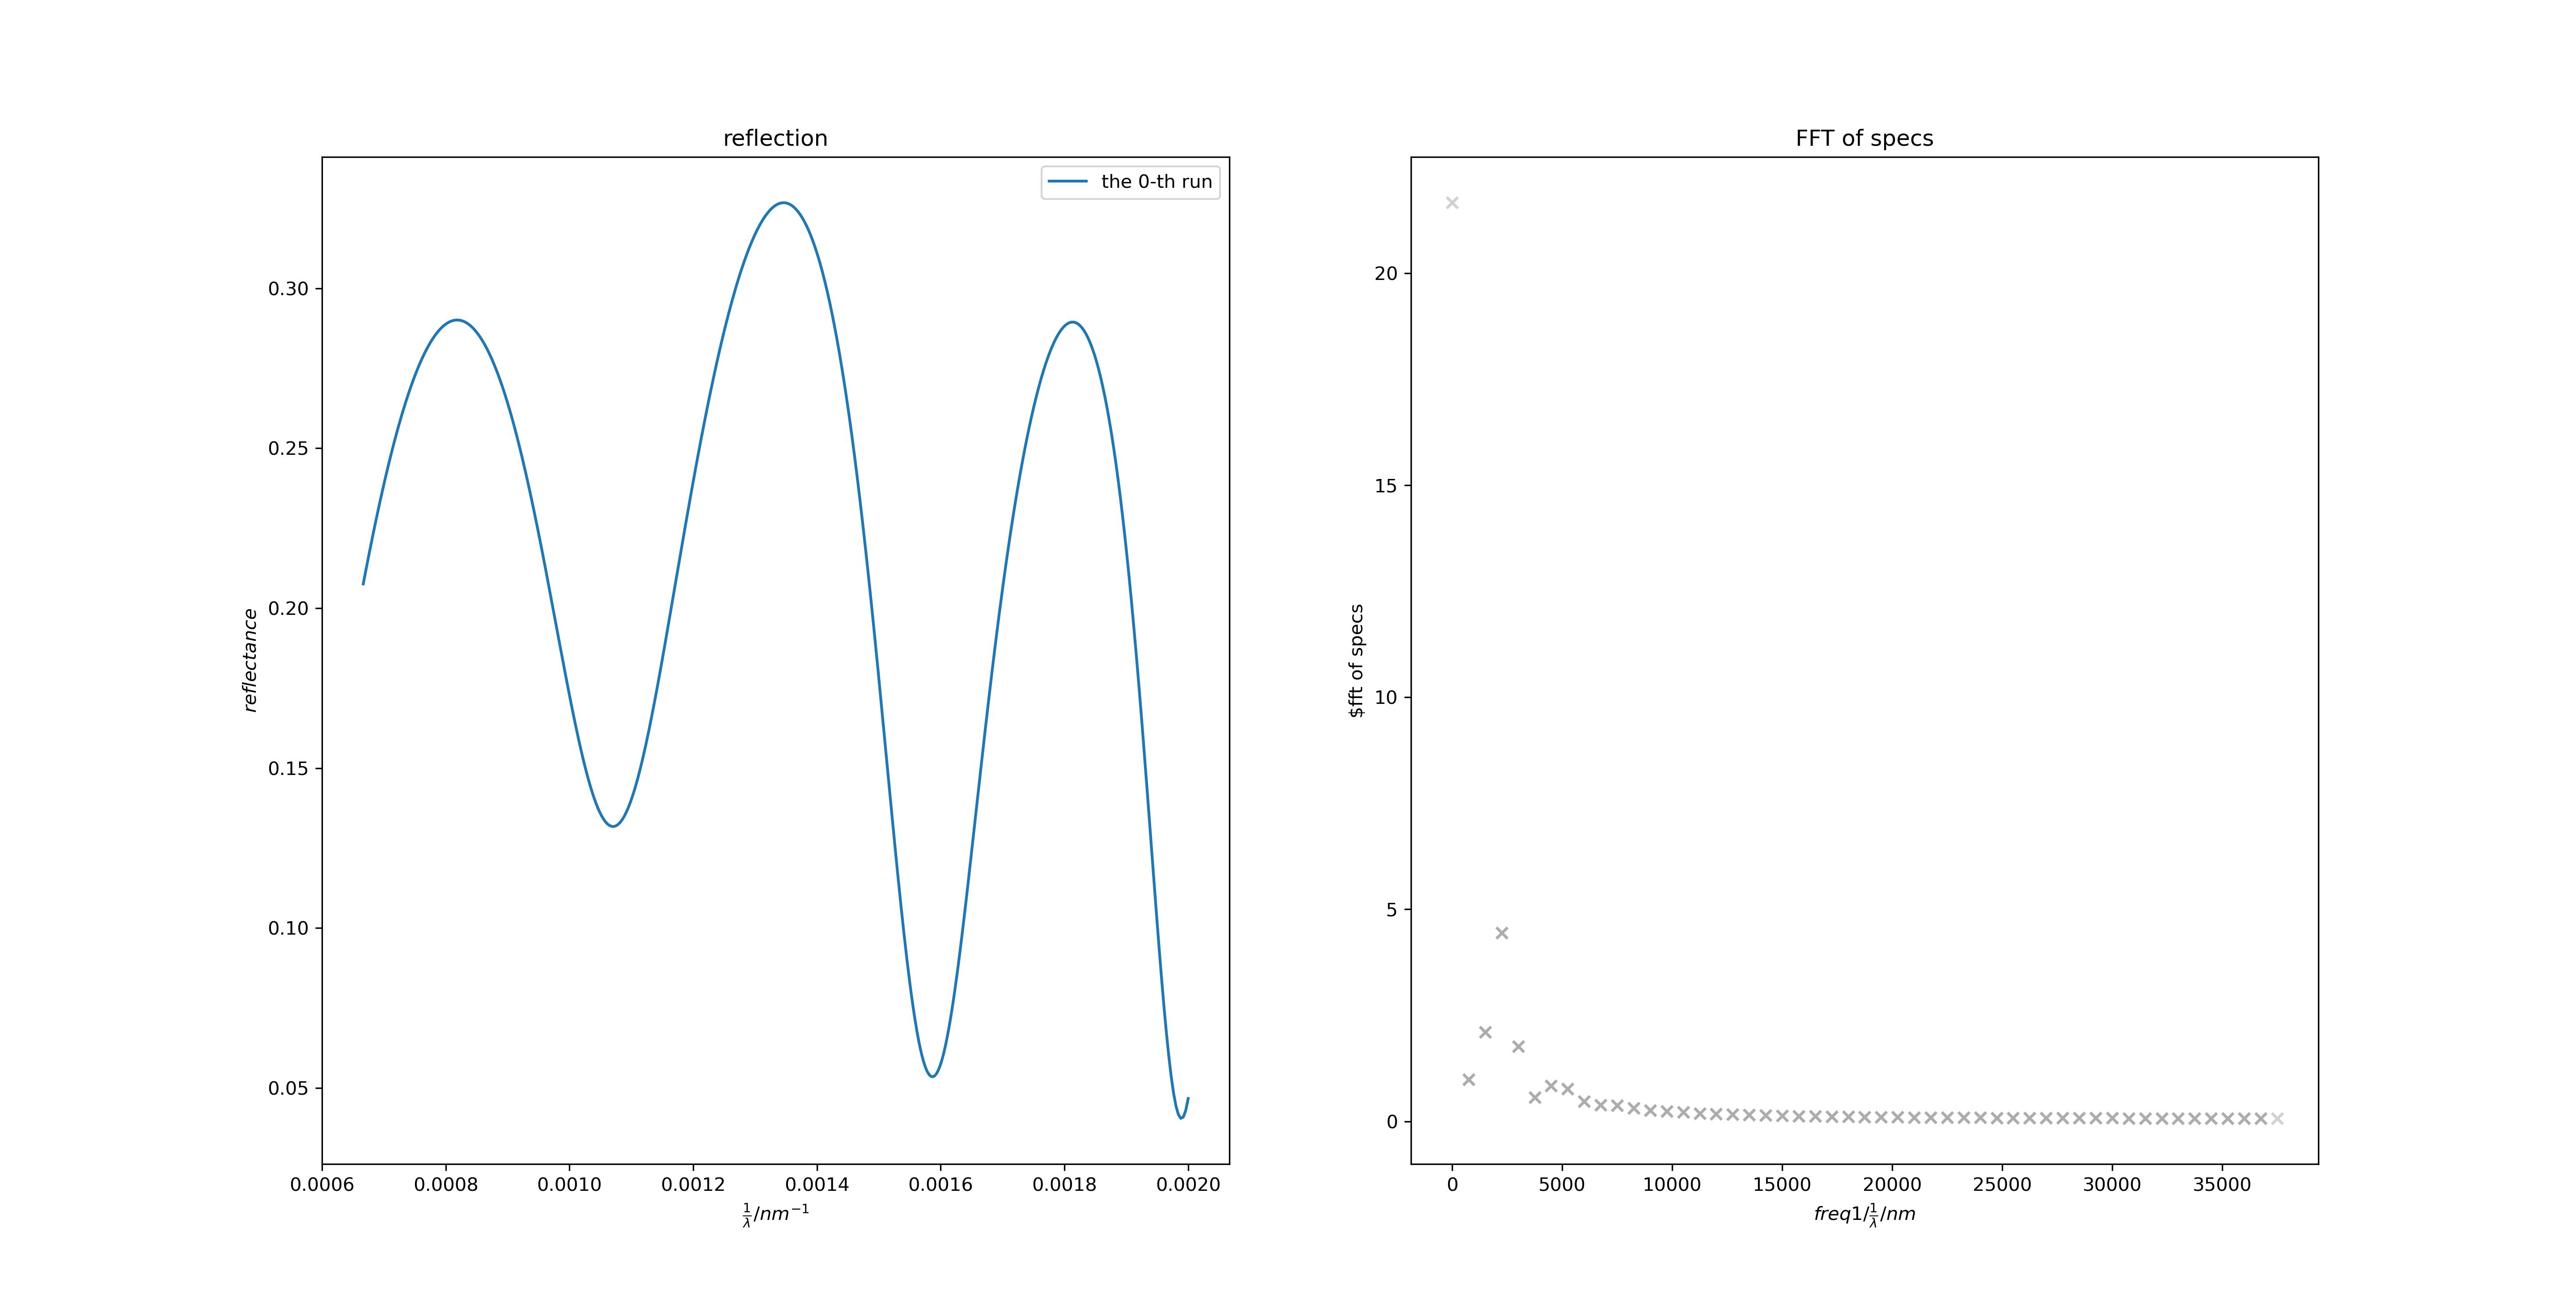 reflection
the 0-th run
0.30
0.25
0.20
0.15
0.10
0.05
reflectance
0.0006 0.0008 0.0010 0.0012 0.0014 0.0016 0.0018 0.0020
1/λ /nm⁻¹
FFT of specs
20
15
10
5
0
$fft of specs
0 5000 10000 15000 20000 25000 30000 35000
freq1/1/λ/nm